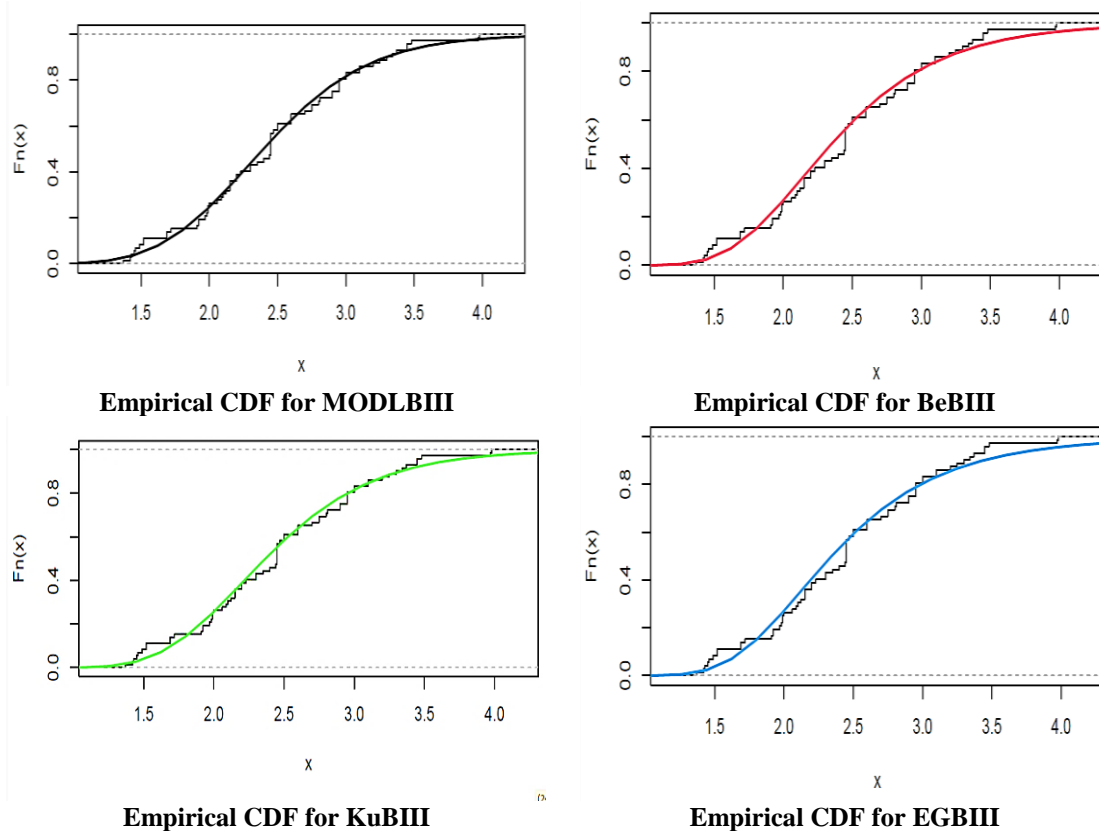 Fn(x)
0.8
0.4
0.0
1.5 2.0 2.5 3.0 3.5 4.0
x
Empirical CDF for MODLBIII
Fn(x)
0.8
0.4
0.0
1.5 2.0 2.5 3.0 3.5 4.0
x
Empirical CDF for BeBIII
Fn(x)
0.8
0.4
0.0
1.5 2.0 2.5 3.0 3.5 4.0
x
Empirical CDF for KuBIII
Fn(x)
0.8
0.4
0.0
1.5 2.0 2.5 3.0 3.5 4.0
x
Empirical CDF for EGBIII